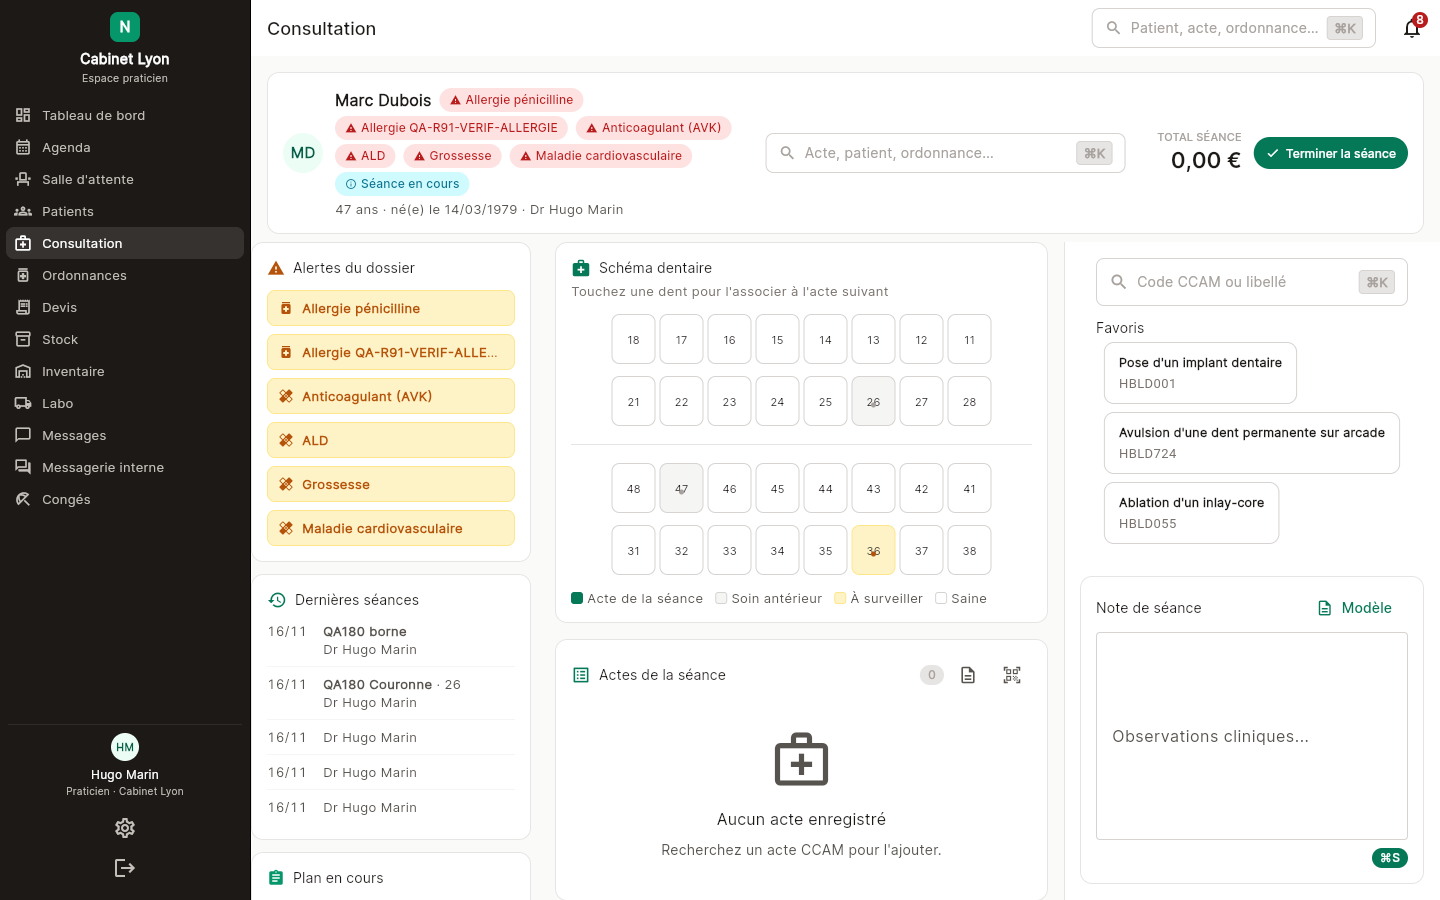 N
Cabinet Lyon
Espace praticien
Tableau de bord
Agenda
Salle d'attente
Patients
Consultation
Ordonnances
Devis
Stock
Inventaire
Labo
Messages
Messagerie interne
Congés
HM
Hugo Marin
Praticien · Cabinet Lyon
Consultation
Patient, acte, ordonnance... ⌘K
8
MD
Marc Dubois Allergie pénicilline
Allergie QA-R91-VERIF-ALLERGIE Anticoagulant (AVK)
ALD Grossesse Maladie cardiovasculaire
Séance en cours
47 ans · né(e) le 14/03/1979 · Dr Hugo Marin
Acte, patient, ordonnance... ⌘K
TOTAL SÉANCE
0,00 €
Terminer la séance
Alertes du dossier
Allergie pénicilline
Allergie QA-R91-VERIF-ALLE...
Anticoagulant (AVK)
ALD
Grossesse
Maladie cardiovasculaire
Dernières séances
16/11 QA180 borne
Dr Hugo Marin
16/11 QA180 Couronne · 26
Dr Hugo Marin
16/11 Dr Hugo Marin
16/11 Dr Hugo Marin
16/11 Dr Hugo Marin
Plan en cours
Schéma dentaire
Touchez une dent pour l'associer à l'acte suivant
18 17 16 15 14 13 12 11
21 22 23 24 25 26 27 28
48 47 46 45 44 43 42 41
31 32 33 34 35 36 37 38
Acte de la séance Soin antérieur À surveiller Saine
Actes de la séance 0
Aucun acte enregistré
Recherchez un acte CCAM pour l'ajouter.
Code CCAM ou libellé ⌘K
Favoris
Pose d'un implant dentaire
HBLD001
Avulsion d'une dent permanente sur arcade
HBLD724
Ablation d'un inlay-core
HBLD055
Note de séance Modèle
Observations cliniques...
⌘S